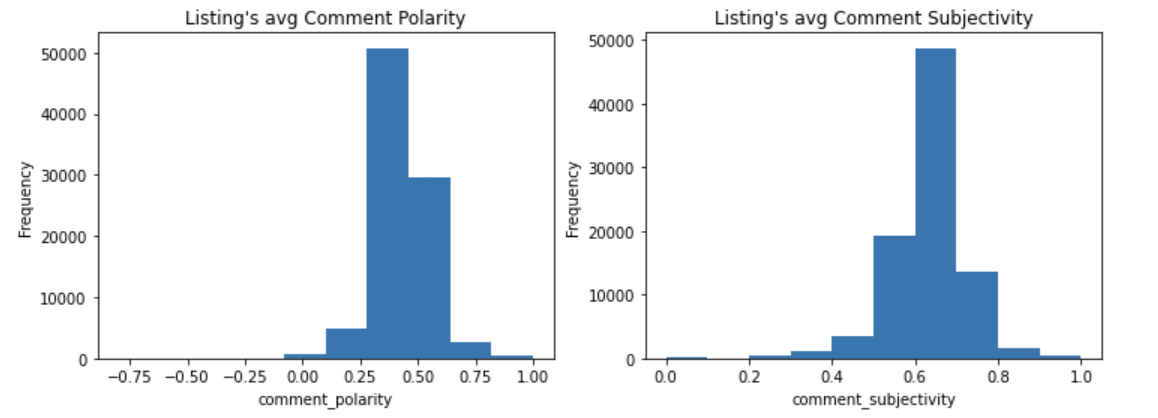 Listing's avg Comment Polarity
Frequency
50000
40000
30000
20000
10000
0
−0.75 −0.50 −0.25 0.00 0.25 0.50 0.75 1.00
comment_polarity
Listing's avg Comment Subjectivity
Frequency
50000
40000
30000
20000
10000
0
0.0 0.2 0.4 0.6 0.8 1.0
comment_subjectivity